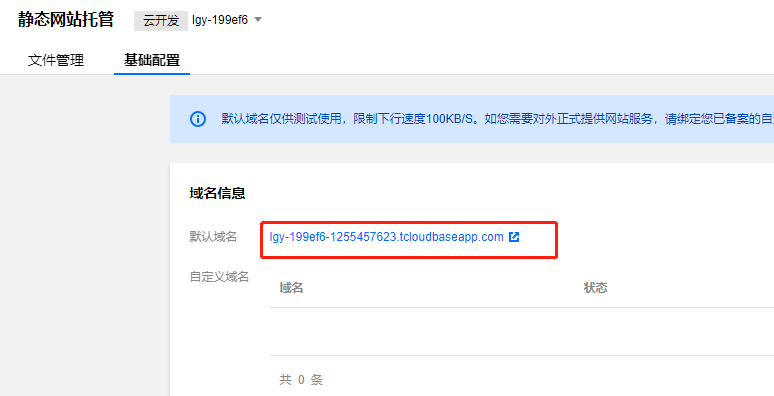 静态网站托管 云开发 lgy-199ef6
文件管理 基础配置
默认域名仅供测试使用，限制下行速度100KB/S。如您需要对外正式提供网站服务，请绑定您已备案的自
域名信息
默认域名 lgy-199ef6-1255457623.tcloudbaseapp.com
自定义域名
域名 状态
共 0 条